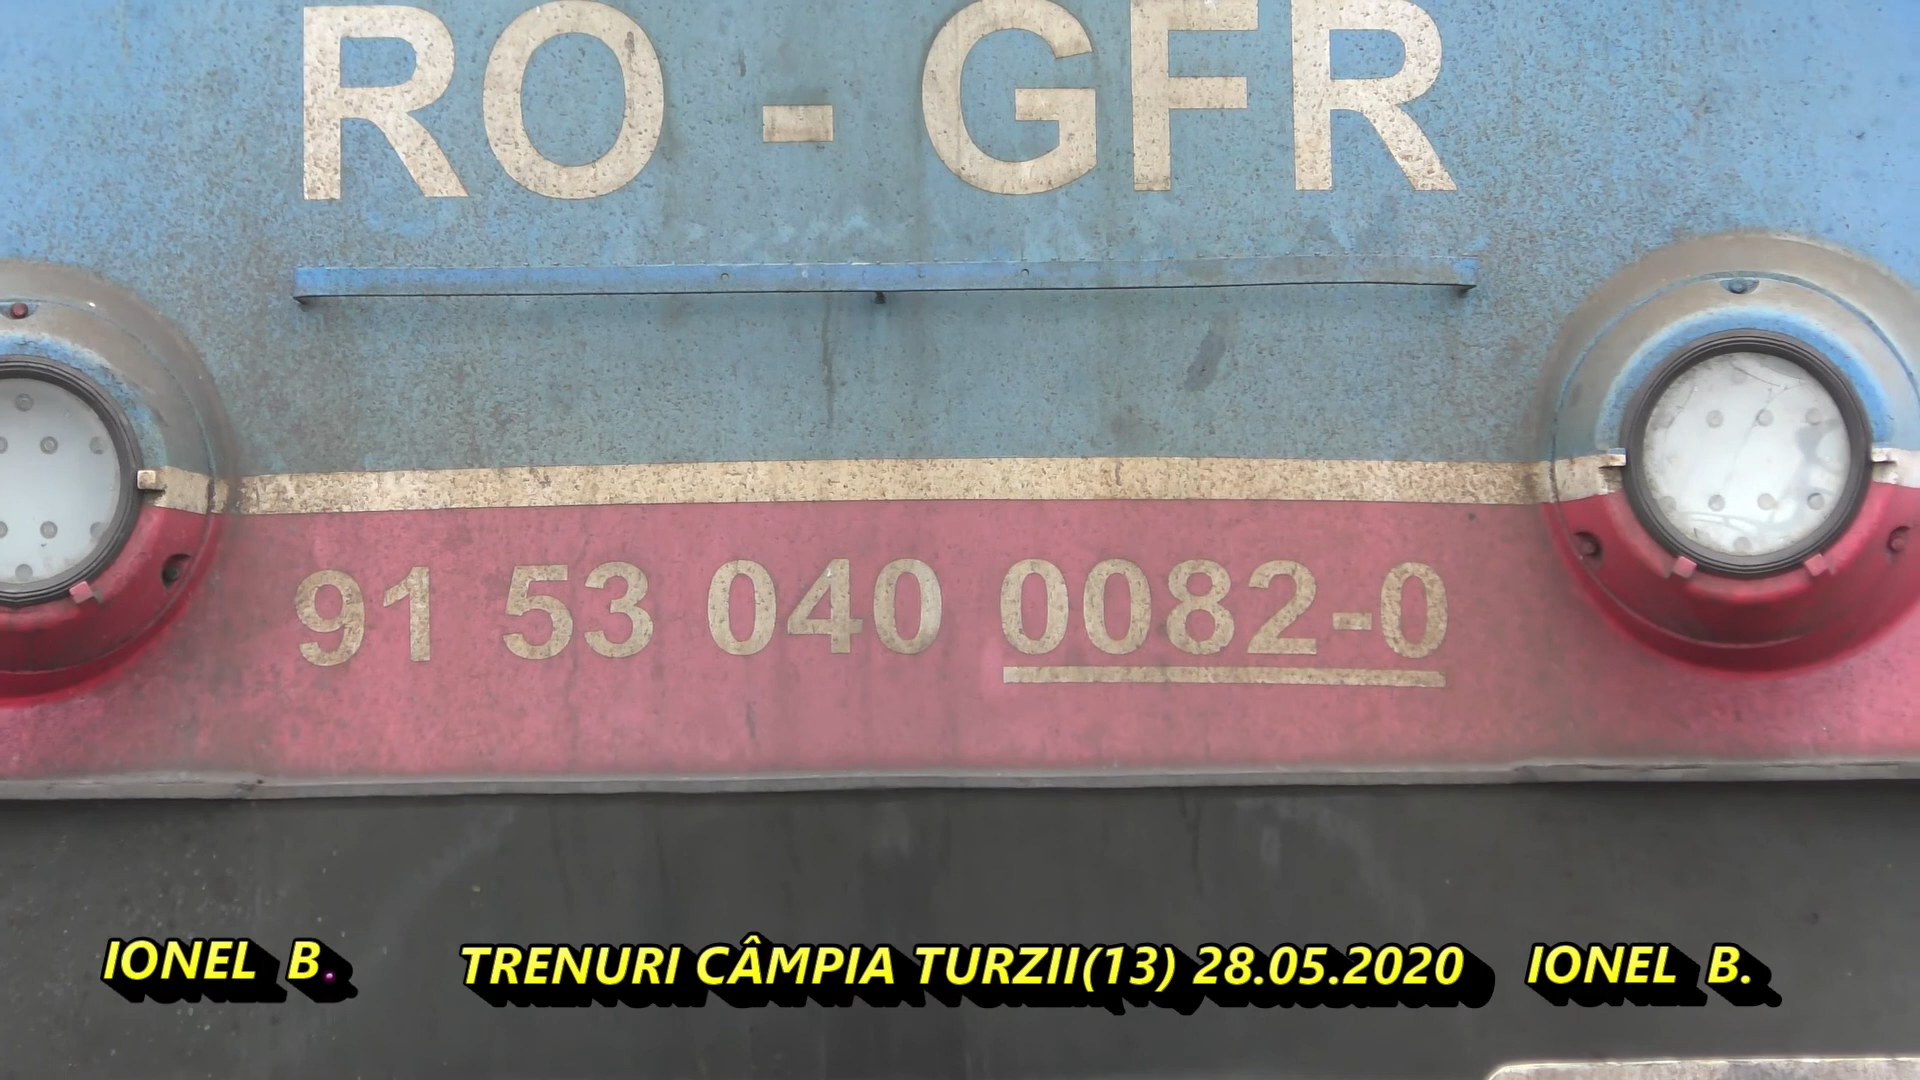 RO - GFR
91 53 040 0082-0
IONEL B. TRENURI CÂMPIA TURZII(13) 28.05.2020 IONEL B.